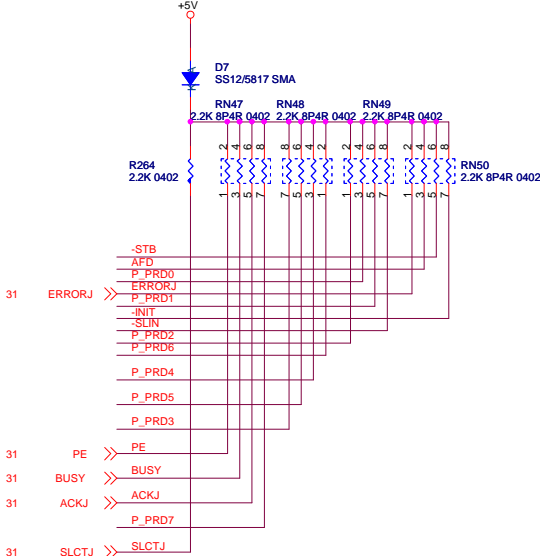 +5V
D7
SS12/5817 SMA
RN47 RN48 RN49
2.2K 8P4R 0402 2.2K 8P4R 0402 2.2K 8P4R 0402
R264
2.2K 0402
2 4 6 8 8 6 4 2 2 4 6 8 2 4 6 8
RN50
2.2K 8P4R 0402
1 3 5 7 7 5 3 1 1 3 5 7 1 3 5 7
-STB
AFD
P_PRD0
31 ERRORJ ERRORJ
P_PRD1
-INIT
-SLIN
P_PRD2
P_PRD6
P_PRD4
P_PRD5
P_PRD3
31 PE PE
31 BUSY BUSY
31 ACKJ ACKJ
P_PRD7
31 SLCTJ SLCTJ